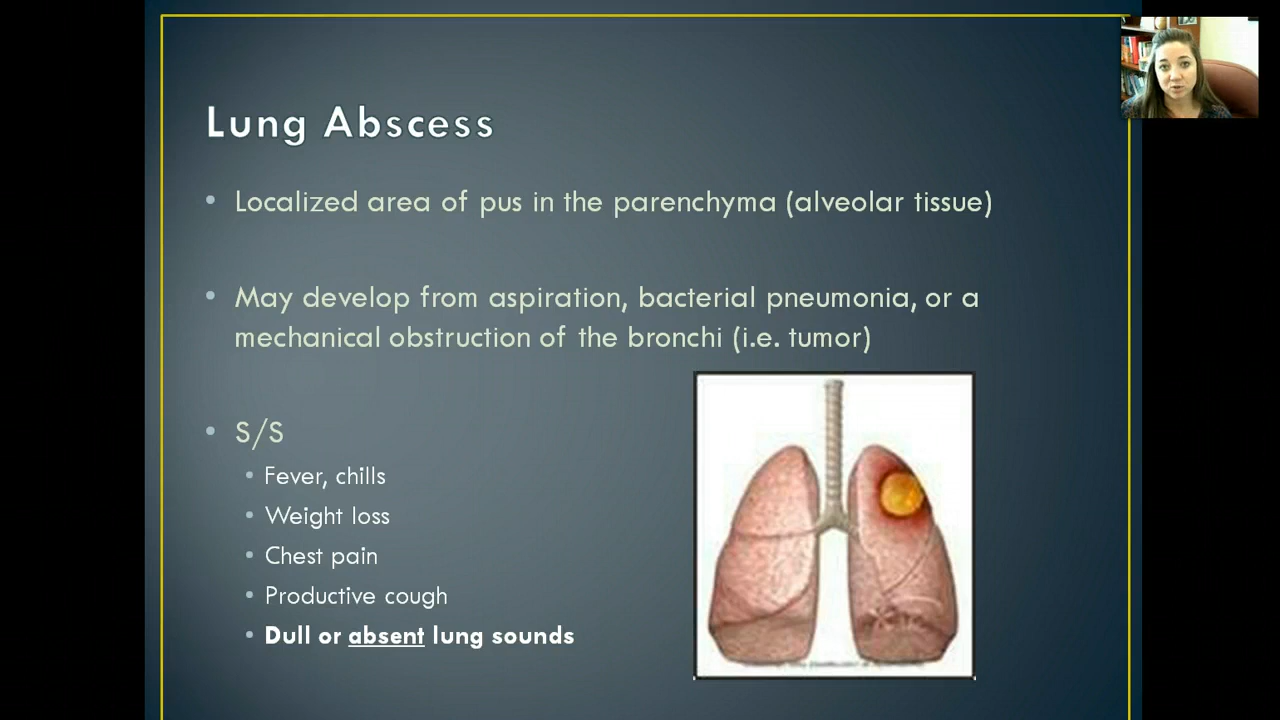 Lung Abscess
• Localized area of pus in the parenchyma (alveolar tissue)
• May develop from aspiration, bacterial pneumonia, or a
mechanical obstruction of the bronchi (i.e. tumor)
• S/S
• Fever, chills
• Weight loss
• Chest pain
• Productive cough
• Dull or absent lung sounds